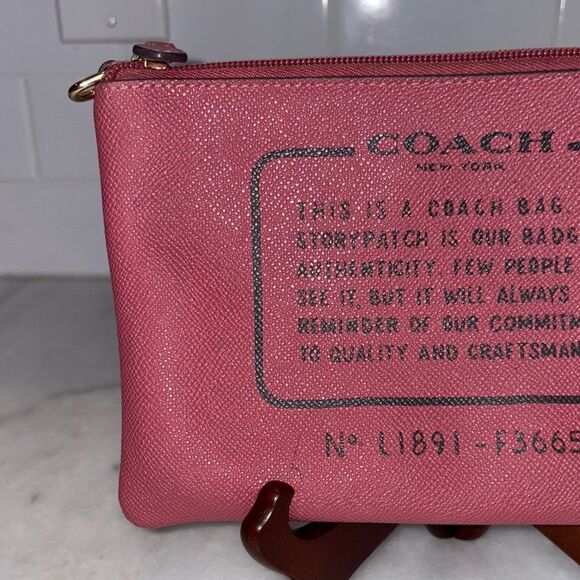 COACH
NEW YORK
THIS IS A COACH BAG.
STORYPATCH IS OUR BADG
AUTHENTICITY. FEW PEOPLE
SEE IT, BUT IT WILL ALWAYS
REMINDER OF OUR COMMITM
TO QUALITY AND CRAFTSMAN
Nº L1891-F3665